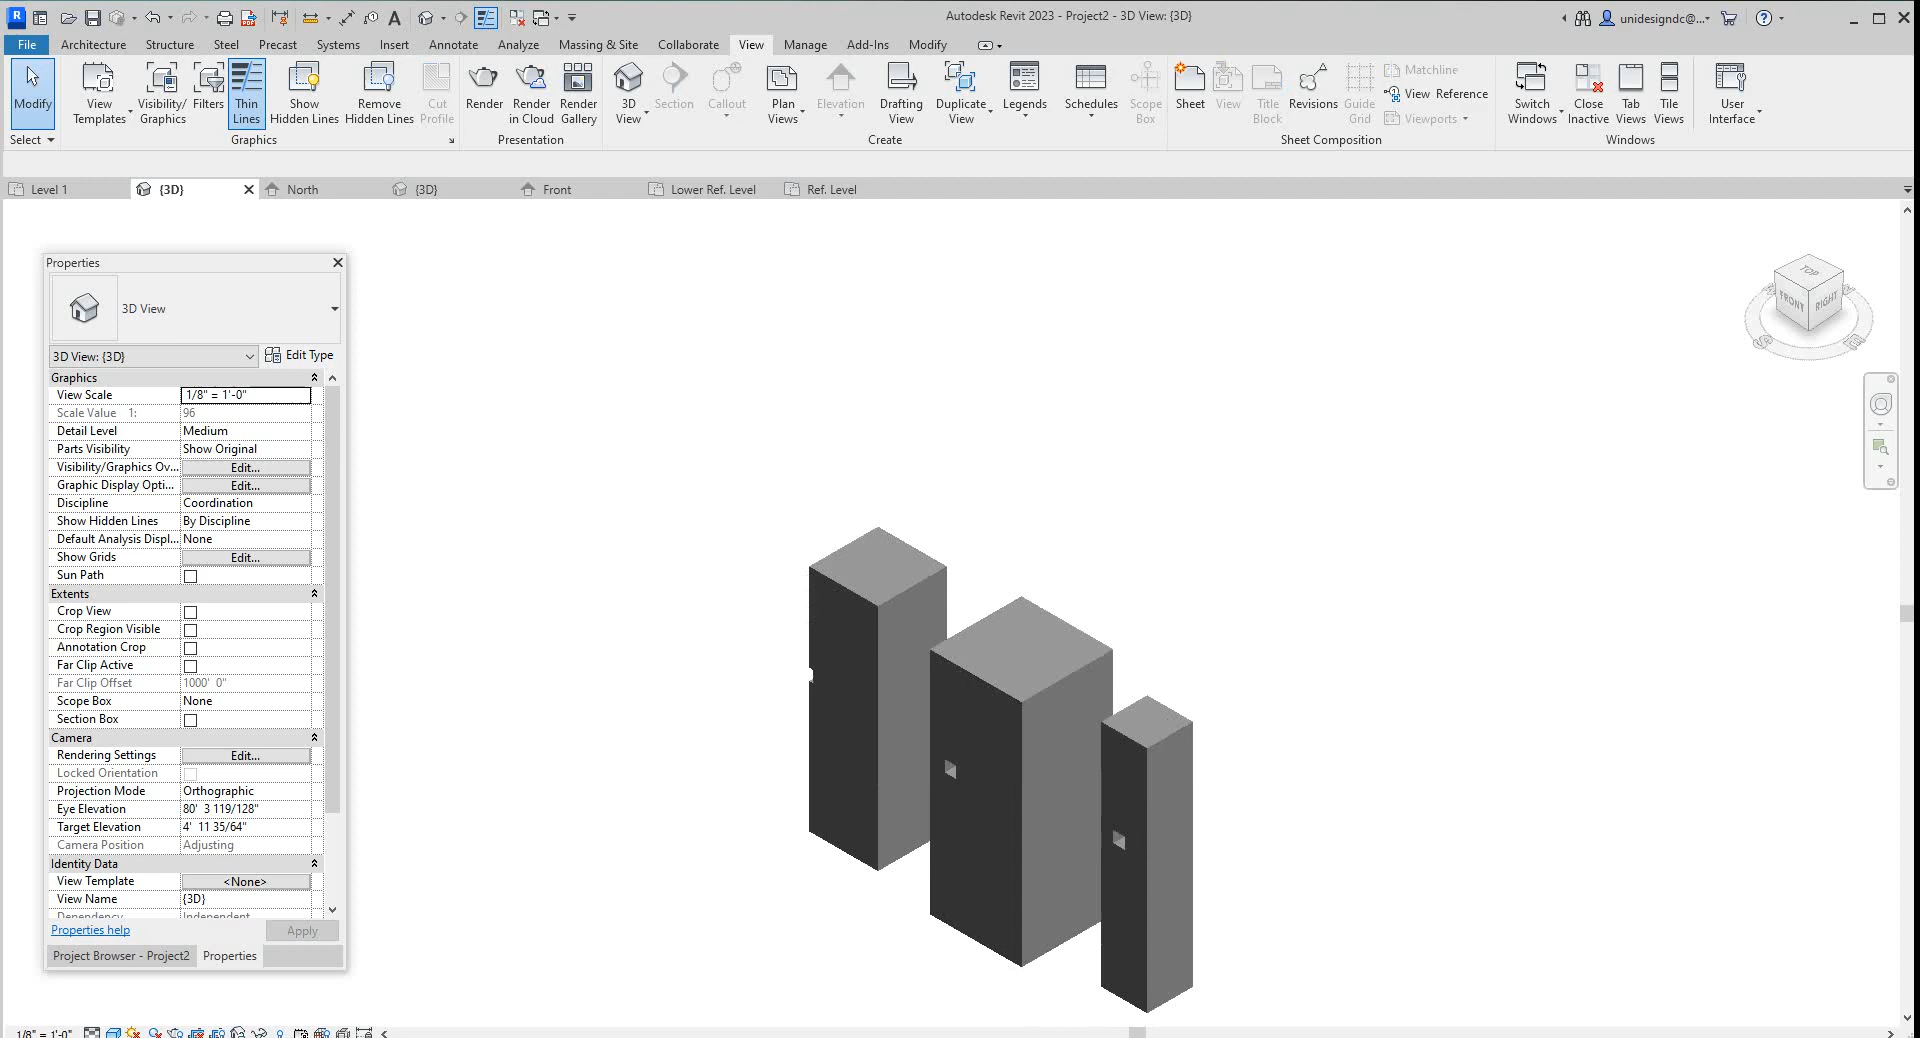 R
A
Autodesk Revit 2023 - Project2 - 3D View: {3D}
unidesigndc@...
?
File Architecture Structure Steel Precast Systems Insert Annotate Analyze Massing & Site Collaborate View Manage Add-Ins Modify
Modify
View Templates
Visibility/ Graphics
Filters
Thin Lines
Show Hidden Lines
Remove Hidden Lines
Cut Profile
Render
Render in Cloud
Render Gallery
3D View
Section
Callout
Plan Views
Elevation
Drafting View
Duplicate View
Legends
Schedules
Scope Box
Sheet
View
Title Block
Revisions
Guide Grid
Matchline
View Reference
Viewports
Switch Windows
Close Inactive
Tab Views
Tile Views
User Interface
Select Graphics Presentation Create Sheet Composition Windows
Level 1 {3D} North {3D} Front Lower Ref. Level Ref. Level
Properties
3D View
3D View: {3D} Edit Type
Graphics
View Scale 1/8" = 1'-0"
Scale Value 1: 96
Detail Level Medium
Parts Visibility Show Original
Visibility/Graphics Ov... Edit...
Graphic Display Opti... Edit...
Discipline Coordination
Show Hidden Lines By Discipline
Default Analysis Displ... None
Show Grids Edit...
Sun Path
Extents
Crop View
Crop Region Visible
Annotation Crop
Far Clip Active
Far Clip Offset 1000' 0"
Scope Box None
Section Box
Camera
Rendering Settings Edit...
Locked Orientation
Projection Mode Orthographic
Eye Elevation 80' 3 119/128"
Target Elevation 4' 11 35/64"
Camera Position Adjusting
Identity Data
View Template <None>
View Name {3D}
Dependency Independent
Properties help Apply
Project Browser - Project2 Properties
TOP
FRONT RIGHT
S E
1/8" = 1'-0"